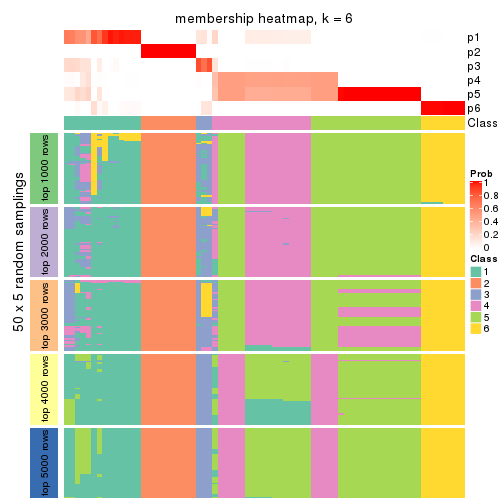 membership heatmap, k = 6
p1
p2
p3
p4
p5
p6
Class
50 x 5 random samplings
top 1000 rows
top 2000 rows
top 3000 rows
top 4000 rows
top 5000 rows
Prob
1
0.8
0.6
0.4
0.2
0
Class
1
2
3
4
5
6